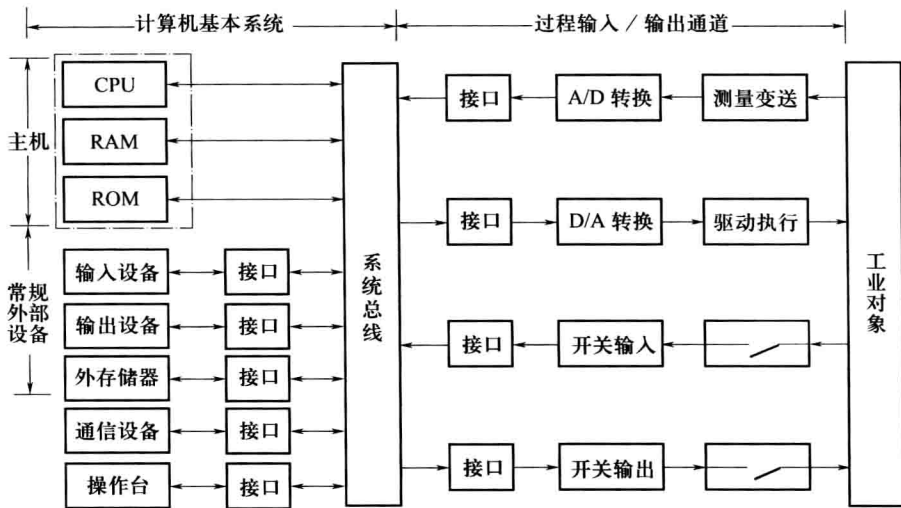 计算机基本系统
过程输入 / 输出通道
主机
CPU
RAM
ROM
常规
外部
设备
输入设备
接口
输出设备
接口
外存储器
接口
通信设备
接口
操作台
接口
系统总线
接口
A/D 转换
测量变送
接口
D/A 转换
驱动执行
接口
开关输入
接口
开关输出
工业对象